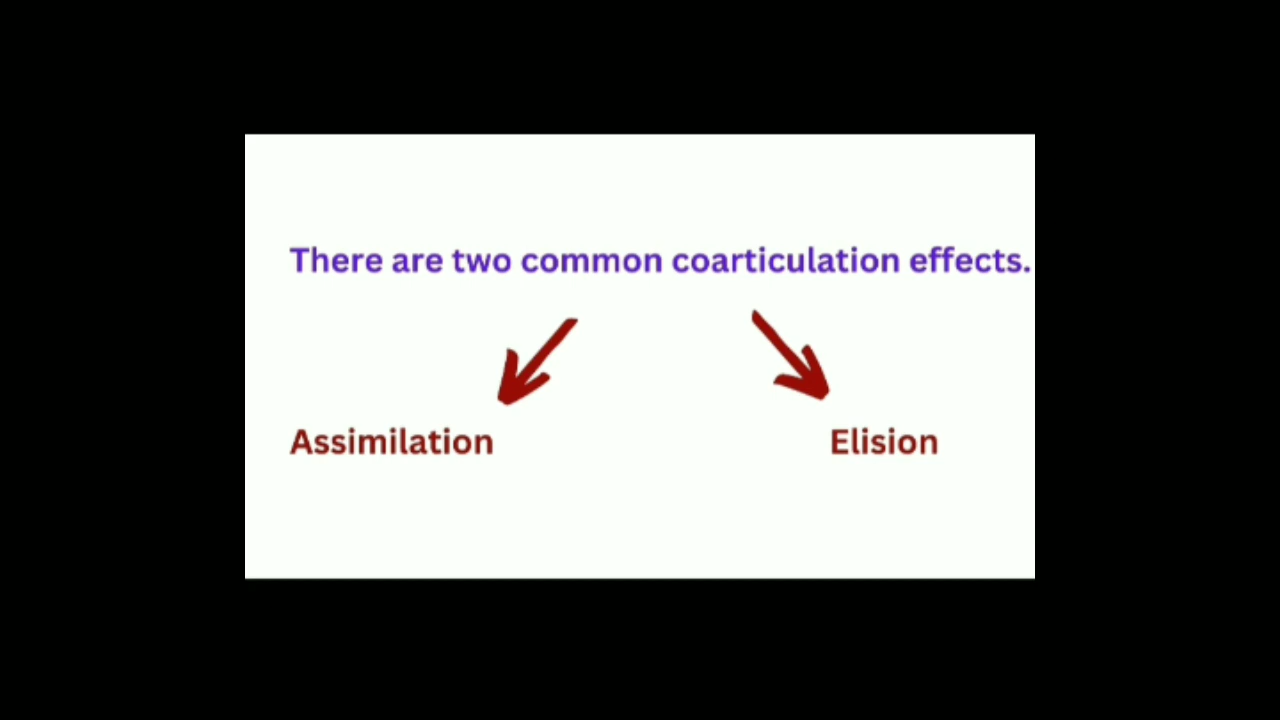 There are two common coarticulation effects.
Assimilation
Elision